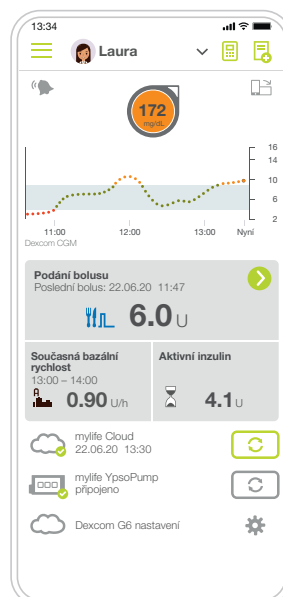 13:34
Laura
172
mg/dL
16
14
10
6
2
11:00 12:00 13:00 Nyní
Dexcom CGM
Podání bolusu
Poslední bolus: 22.06.20 11:47
6.0 U
Současná bazální
rychlost
13:00 – 14:00
A
0.90 U/h
Aktivní inzulin
4.1 U
mylife Cloud
22.06.20 13:30
mylife YpsoPump
připojeno
Dexcom G6 nastavení